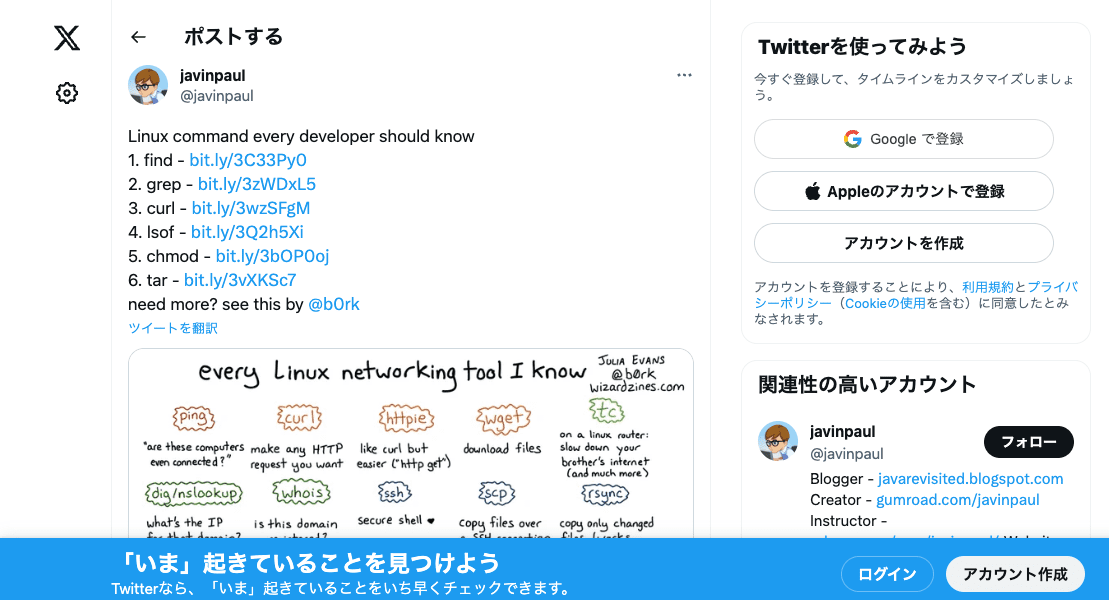 ポストする
javinpaul
@javinpaul
Linux command every developer should know
1. find - bit.ly/3C33Py0
2. grep - bit.ly/3zWDxL5
3. curl - bit.ly/3wzSFgM
4. lsof - bit.ly/3Q2h5Xi
5. chmod - bit.ly/3bOP0oj
6. tar - bit.ly/3vXKSc7
need more? see this by @b0rk
ツイートを翻訳
every Linux networking tool I know
JULIA EVANS
@b0rk
wizardzines.com
ping
curl
httpie
wget
tc
"are these computers even connected?"
make any HTTP request you want
like curl but easier ("http get")
download files
on a linux router:
slow down your
brother's internet
(and much more)
dig/nslookup
whois
ssh
scp
rsync
what's the IP
is this domain
secure shell ♥
copy files over
copy only changed
Twitterを使ってみよう
今すぐ登録して、タイムラインをカスタマイズしましょ
う。
Google で登録
Appleのアカウントで登録
アカウントを作成
アカウントを登録することにより、利用規約とプライバ
シーポリシー（Cookieの使用を含む）に同意したとみ
なされます。
関連性の高いアカウント
javinpaul
@javinpaul
フォロー
Blogger - javarevisited.blogspot.com
Creator - gumroad.com/javinpaul
Instructor -
「いま」起きていることを見つけよう
Twitterなら、「いま」起きていることをいち早くチェックできます。
ログイン
アカウント作成